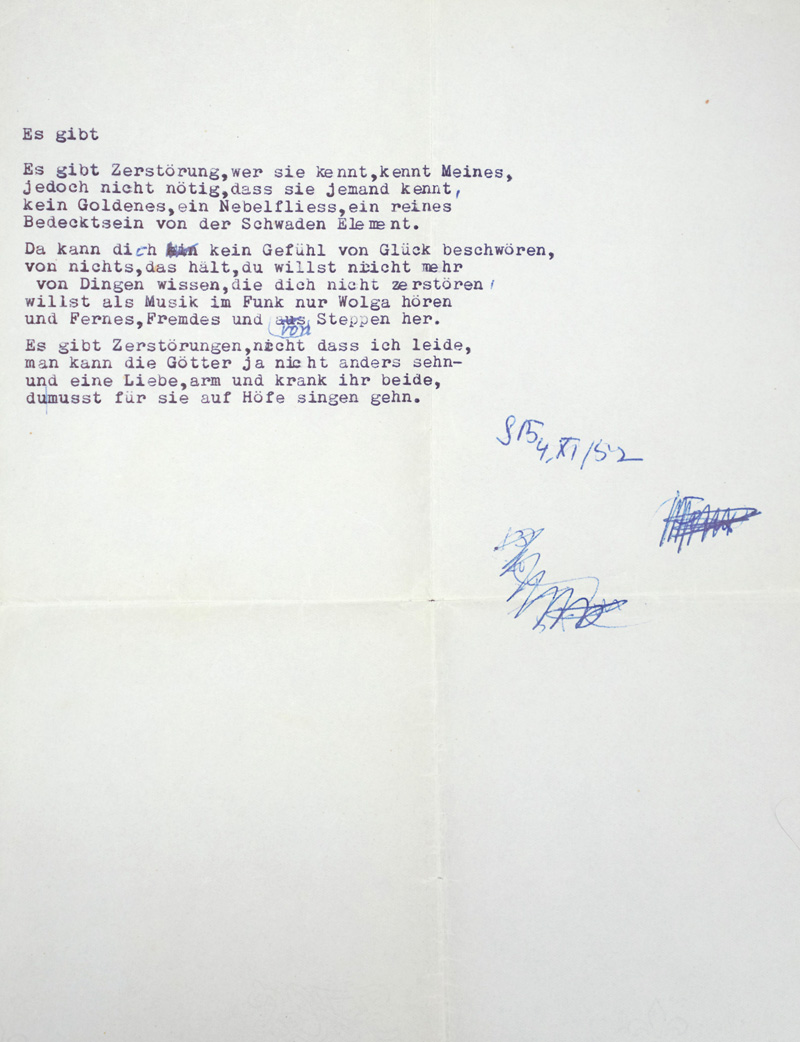 Es gibt
Es gibt Zerstörung,wer sie kennt,kennt Meines,
jedoch nicht nötig,dass sie jemand kennt,
kein Goldenes,ein Nebelfliess,ein reines
Bedecktsein von der Schwaden Element.
Da kann dich kein Gefühl von Glück beschwören,
von nichts,das hält,du willst nicht mehr
von Dingen wissen,die dich nicht zerstören,
willst als Musik im Funk nur Wolga hören
und Fernes,Fremdes und von Steppen her.
Es gibt Zerstörungen,nicht dass ich leide,
man kann die Götter ja nicht anders sehn-
und eine Liebe,arm und krank ihr beide,
du musst für sie auf Höfe singen gehn.
4,XI/52